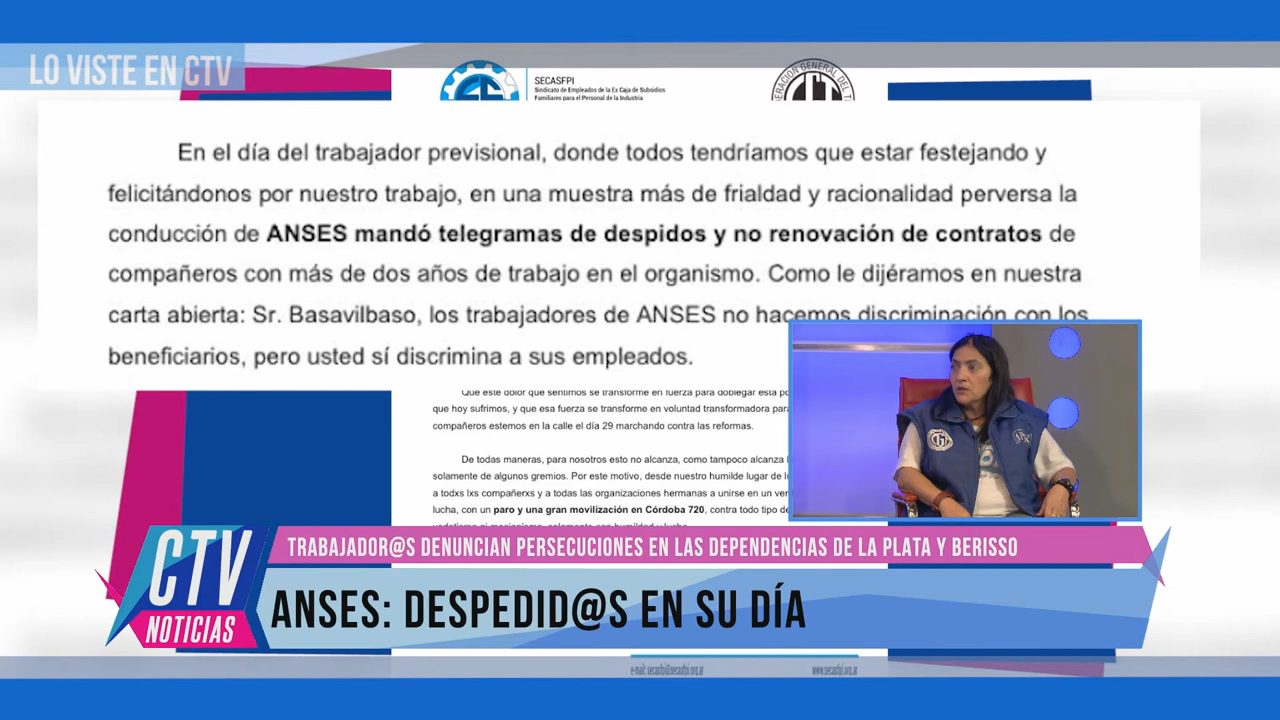 LO VISTE EN CTV
SECASFPI
Sindicato de Empleados de la Ex Caja de Subsidios
Familiares para el Personal de la Industria
En el día del trabajador previsional, donde todos tendríamos que estar festejando y
felicitándonos por nuestro trabajo, en una muestra más de frialdad y racionalidad perversa la
conducción de ANSES mandó telegramas de despidos y no renovación de contratos de
compañeros con más de dos años de trabajo en el organismo. Como le dijéramos en nuestra
carta abierta: Sr. Basavilbaso, los trabajadores de ANSES no hacemos discriminación con los
beneficiarios, pero usted sí discrimina a sus empleados.
Que este dolor que sentimos se transforme en fuerza para doblegar esta
que hoy sufrimos, y que esa fuerza se transforme en voluntad transformadora para
compañeros estemos en la calle el día 29 marchando contra las reformas.
De todas maneras, para nosotros esto no alcanza, como tampoco alcanza
solamente de algunos gremios. Por este motivo, desde nuestro humilde lugar de
a todxs lxs compañerxs y a todas las organizaciones hermanas a unirse en un
lucha, con un paro y una gran movilización en Córdoba 720, contra todo tipo de
TRABAJADOR@S DENUNCIAN PERSECUCIONES EN LAS DEPENDENCIAS DE LA PLATA Y BERISSO
CTV
NOTICIAS
ANSES: DESPEDID@S EN SU DÍA
e-mail: secasfpi@secasfpi.org.ar
www.secasfpi.org.ar